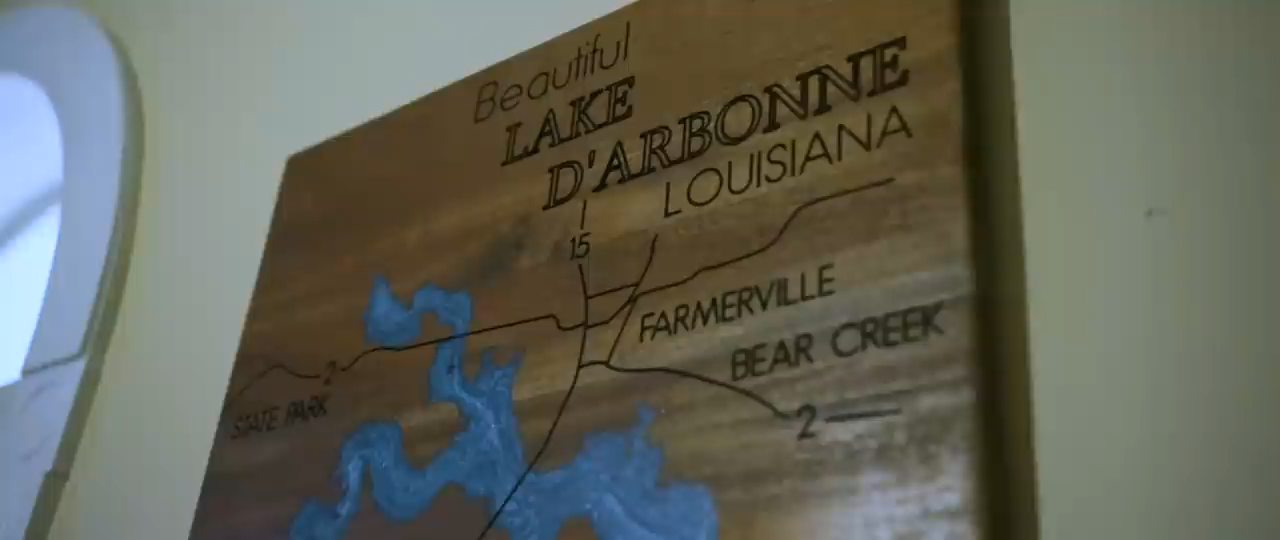 Beautiful
LAKE
D'ARBONNE
LOUISIANA
15
FARMERVILLE
BEAR CREEK
2
STATE PARK
2